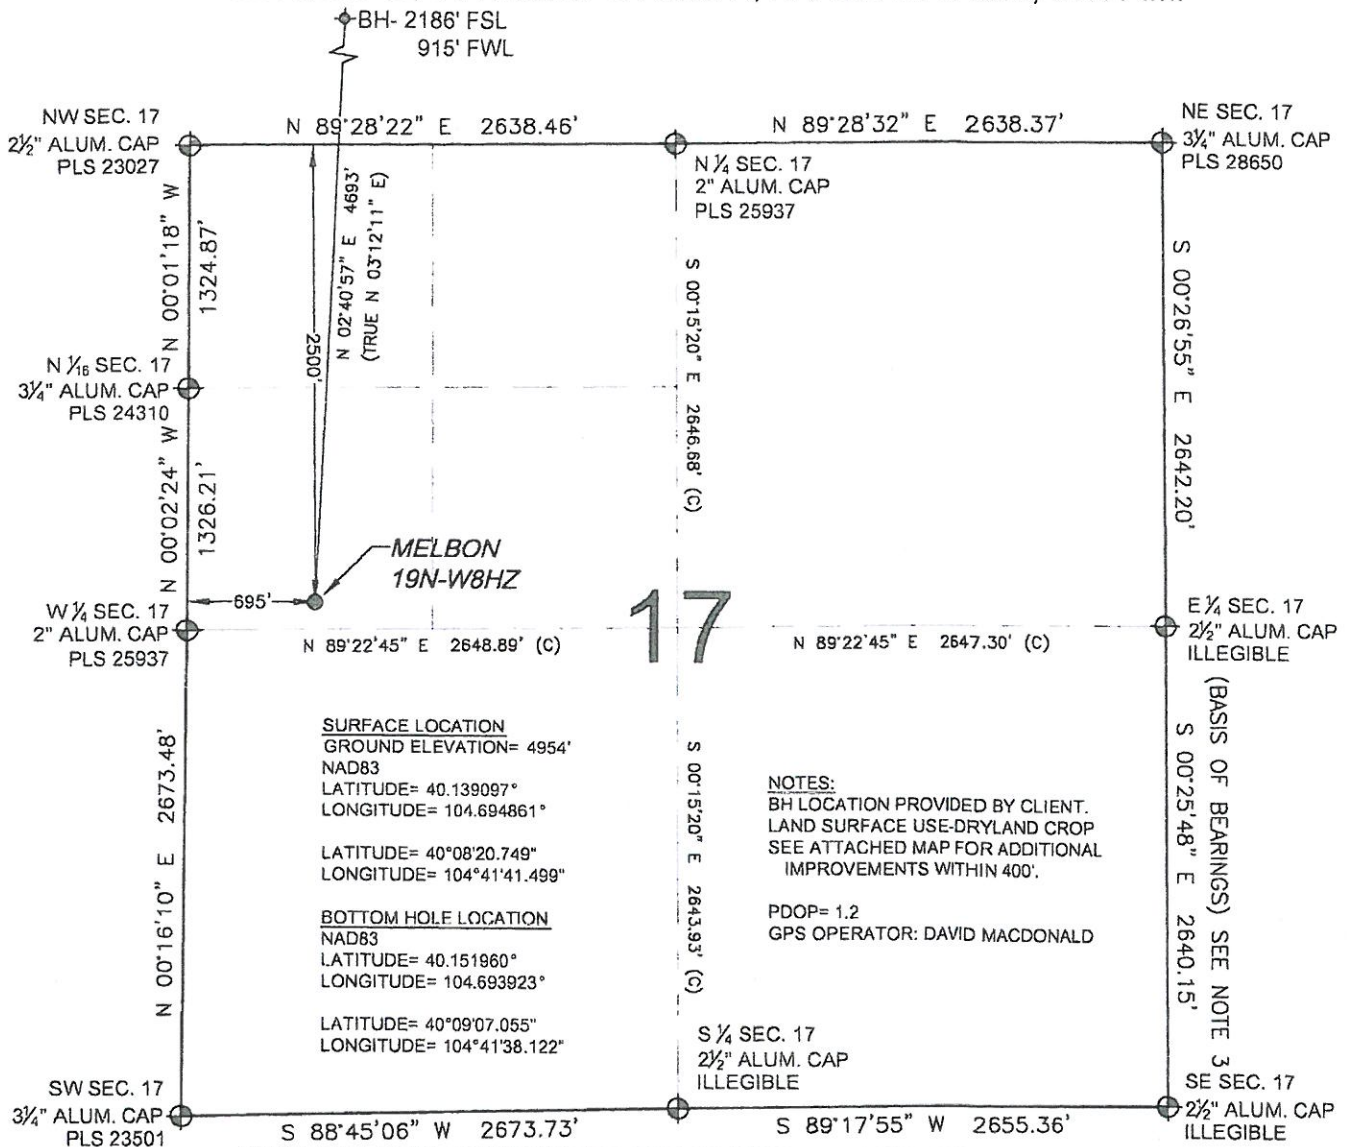 BH- 2186' FSL
915' FWL
NW SEC. 17
2½" ALUM. CAP
PLS 23027
N 89°28'22" E 2638.46'
N 89°28'32" E 2638.37'
NE SEC. 17
3¼" ALUM. CAP
PLS 28650
N ¼ SEC. 17
2" ALUM. CAP
PLS 25937
N 00°01'18" W
1324.87'
2500'
N 02°40'57" E 4693'
(TRUE N 03°12'11" E)
S 00°15'20" E 2646.68' (C)
S 00°26'55" E 2642.20'
N 1/16 SEC. 17
3¼" ALUM. CAP
PLS 24310
N 00°02'24" W
1326.21'
MELBON
19N-W8HZ
695'
W ¼ SEC. 17
2" ALUM. CAP
PLS 25937
17
N 89°22'45" E 2648.89' (C)
N 89°22'45" E 2647.30' (C)
E ¼ SEC. 17
2½" ALUM. CAP
ILLEGIBLE
N 00°16'10" E 2673.48'
SURFACE LOCATION
GROUND ELEVATION= 4954'
NAD83
LATITUDE= 40.139097°
LONGITUDE= 104.694861°
LATITUDE= 40°08'20.749"
LONGITUDE= 104°41'41.499"
BOTTOM HOLE LOCATION
NAD83
LATITUDE= 40.151960°
LONGITUDE= 104.693923°
LATITUDE= 40°09'07.055"
LONGITUDE= 104°41'38.122"
S 00°15'20" E 2643.93' (C)
NOTES:
BH LOCATION PROVIDED BY CLIENT.
LAND SURFACE USE-DRYLAND CROP
SEE ATTACHED MAP FOR ADDITIONAL
IMPROVEMENTS WITHIN 400'.
PDOP= 1.2
GPS OPERATOR: DAVID MACDONALD
S 00°25'48" E 2640.15'
(BASIS OF BEARINGS) SEE NOTE 3
S ¼ SEC. 17
2½" ALUM. CAP
ILLEGIBLE
SW SEC. 17
3¼" ALUM. CAP
PLS 23501
S 88°45'06" W 2673.73'
S 89°17'55" W 2655.36'
SE SEC. 17
2½" ALUM. CAP
ILLEGIBLE